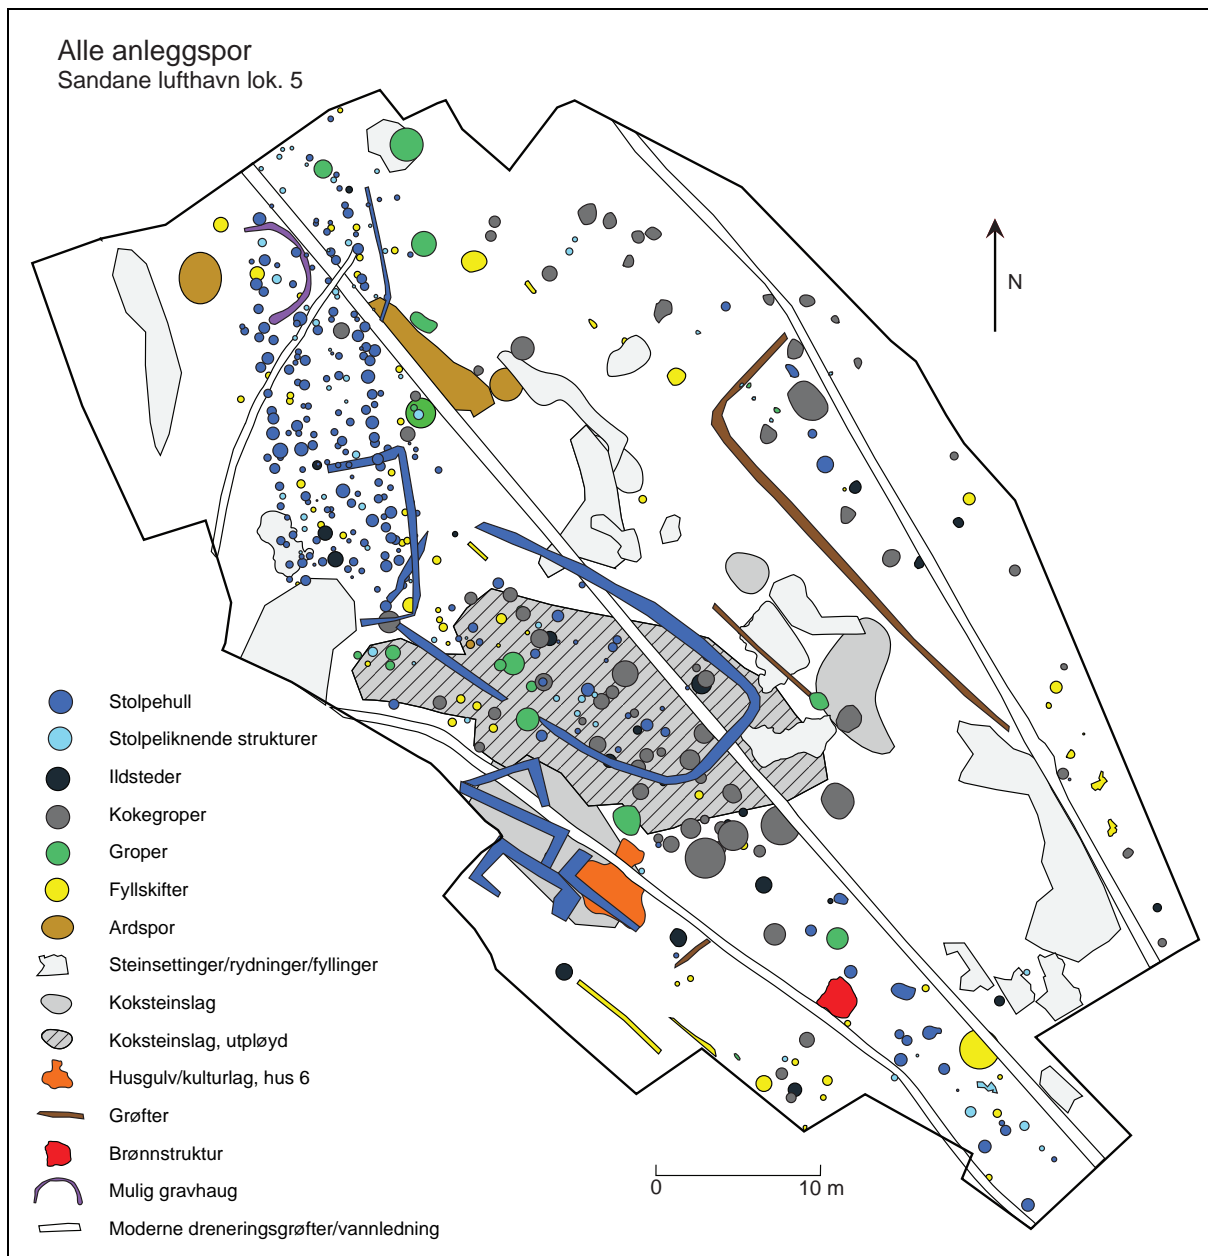 Alle anleggspor
Sandane lufthavn lok. 5
N
Stolpehull
Stolpeliknende strukturer
Ildsteder
Kokegroper
Groper
Fyllskifter
Ardspor
Steinsettinger/rydninger/fyllinger
Koksteinslag
Koksteinslag, utpløyd
Husgulv/kulturlag, hus 6
Grøfter
Brønnstruktur
Mulig gravhaug
Moderne dreneringsgrøfter/vannledning
0 10 m